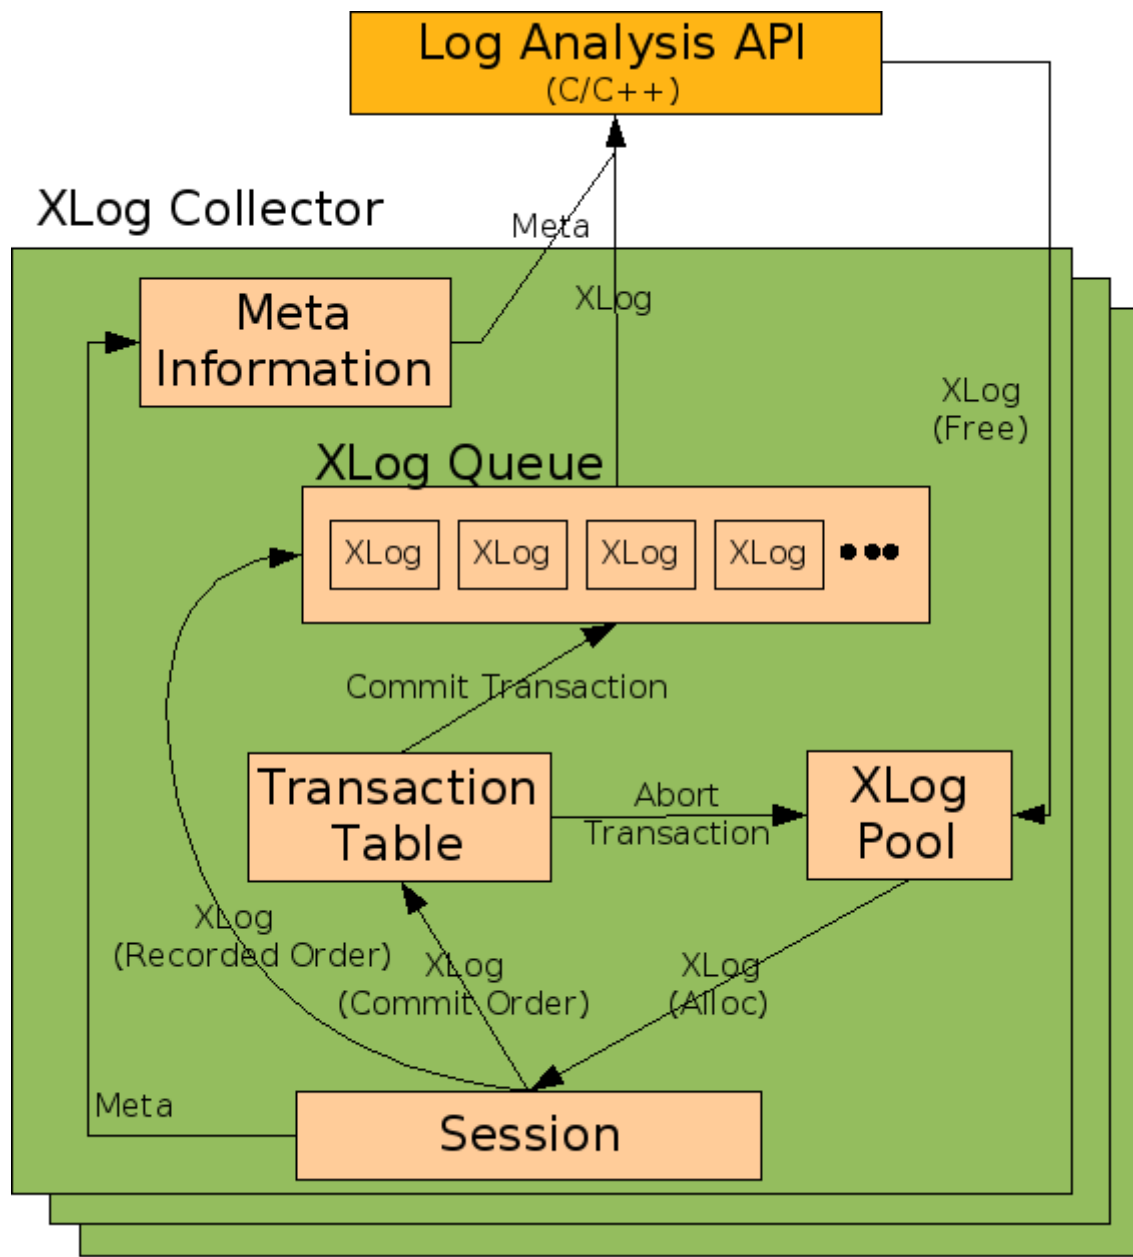 Log Analysis API
(C/C++)
XLog Collector
Meta
Meta
Information
XLog
XLog
(Free)
XLog Queue
XLog XLog XLog XLog •••
Commit Transaction
Transaction
Table
Abort
Transaction
XLog
Pool
XLog
(Recorded Order)
XLog
(Commit Order)
XLog
(Alloc)
Meta
Session